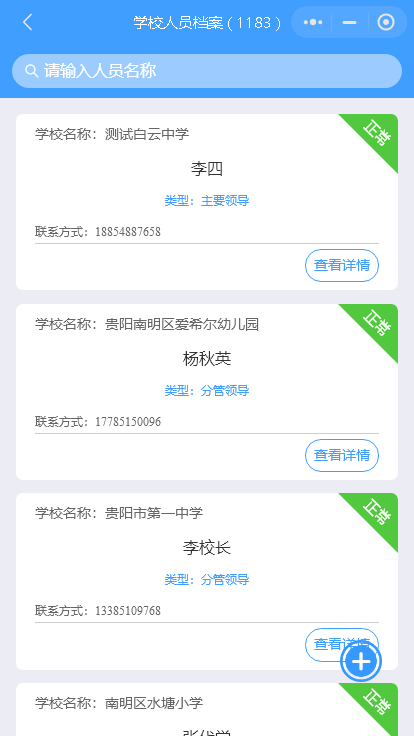 学校人员档案（1183）
请输入人员名称
学校名称：测试白云中学
正常
李四
类型：主要领导
联系方式：18854887658
查看详情
学校名称：贵阳南明区爱希尔幼儿园
正常
杨秋英
类型：分管领导
联系方式：17785150096
查看详情
学校名称：贵阳市第一中学
正常
李校长
类型：分管领导
联系方式：13385109768
查看详情
学校名称：南明区水塘小学
正常